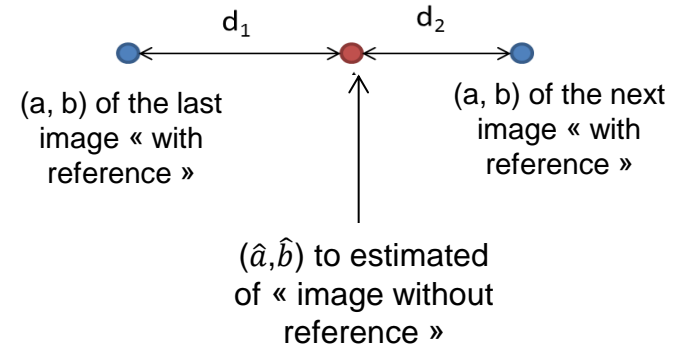 d₁
d₂
(a, b) of the last
image « with
reference »
(a, b) of the next
image « with
reference »
(â,b̂) to estimated
of « image without
reference »